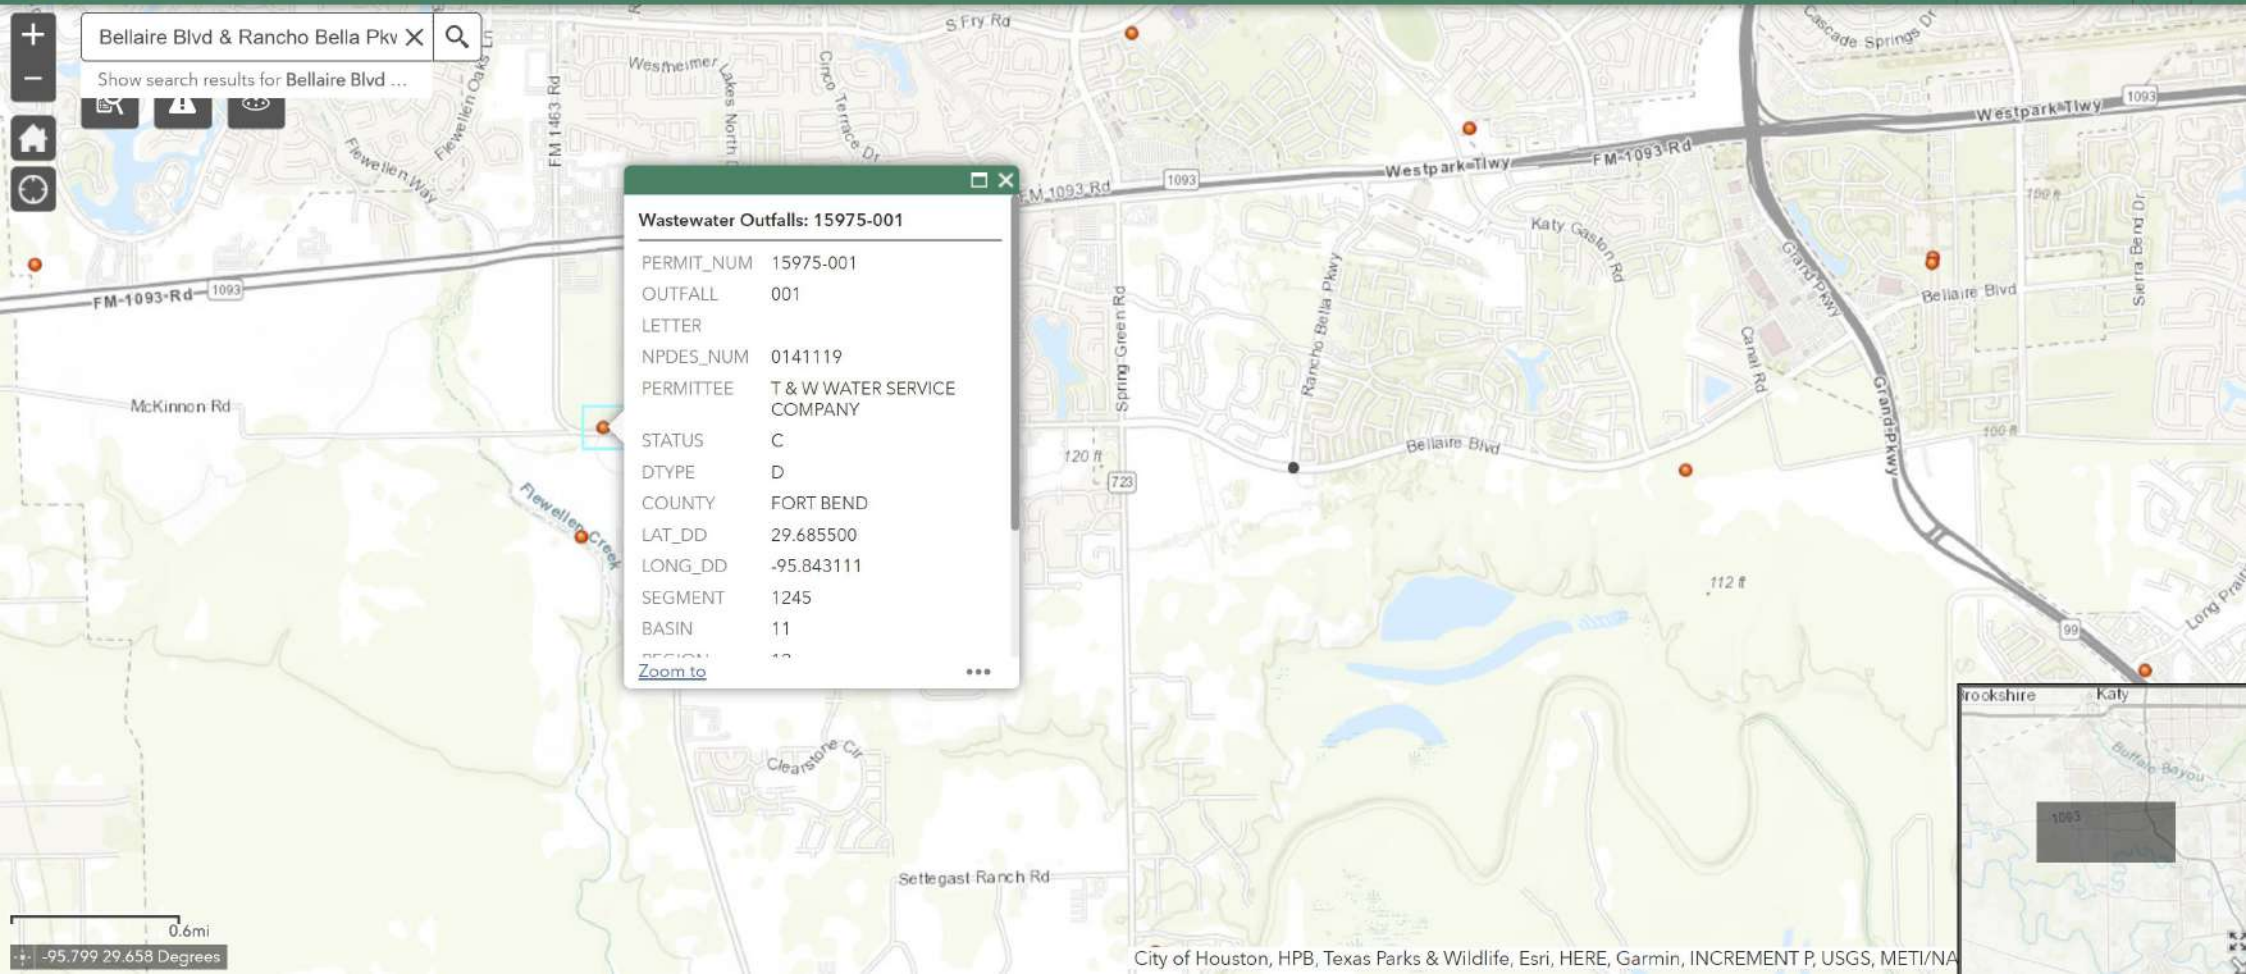 +
−
Bellaire Blvd & Rancho Bella Pkw
Show search results for Bellaire Blvd ...
S Fry Rd
Cascade Springs Dr
Westheimer
Lakes North
Cinco Terrace Dr
FM 1463 Rd
Flewellen Oaks Ln
Flewellen Way
Westpark Tlwy
1093
Westpark Tlwy
FM-1093-Rd
FM 1093 Rd
1093
100 ft
Katy Gaston Rd
Sierra Bend Dr
Grand Pkwy
Bellaire Blvd
FM-1093-Rd
1093
Wastewater Outfalls: 15975-001
PERMIT_NUM 15975-001
OUTFALL 001
LETTER
NPDES_NUM 0141119
PERMITTEE T & W WATER SERVICE
COMPANY
STATUS C
DTYPE D
COUNTY FORT BEND
LAT_DD 29.685500
LONG_DD -95.843111
SEGMENT 1245
BASIN 11
Zoom to
Spring Green Rd
Rancho Bella Pkwy
Canal Rd
McKinnon Rd
Grand Pkwy
100 ft
Bellaire Blvd
120 ft
723
Flewellen Creek
112 ft
Long Prai
99
Brookshire
Katy
Buffalo Bayou
1093
Clearstone Cir
Settegast Ranch Rd
0.6mi
-95.799 29.658 Degrees
City of Houston, HPB, Texas Parks & Wildlife, Esri, HERE, Garmin, INCREMENT P, USGS, METI/NA